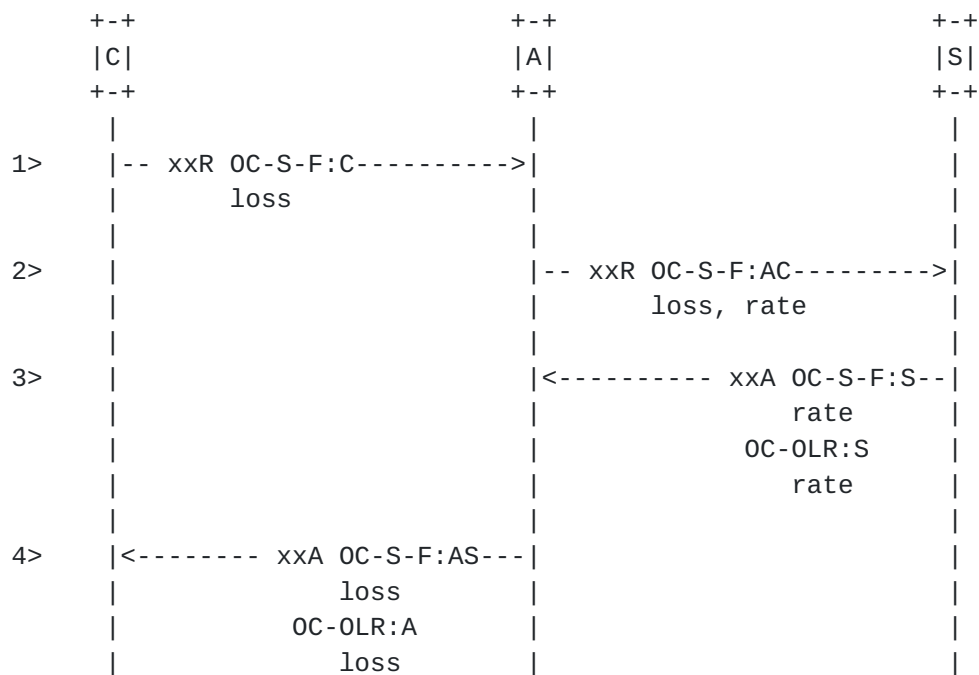 +-+                         +-+                         +-+
     |C|                         |A|                         |S|
     +-+                         +-+                         +-+
      |                           |                           |
1>    |-- xxR OC-S-F:C----------->|                           |
      |       loss                |                           |
      |                           |                           |
2>    |                           |-- xxR OC-S-F:AC---------->|
      |                           |       loss, rate          |
      |                           |                           |
3>    |                           |<---------- xxA OC-S-F:S--|
      |                           |                rate       |
      |                           |             OC-OLR:S      |
      |                           |                rate       |
      |                           |                           |
4>    |<-------- xxA OC-S-F:AS---|                           |
      |              loss         |                           |
      |           OC-OLR:A        |                           |
      |              loss         |                           |